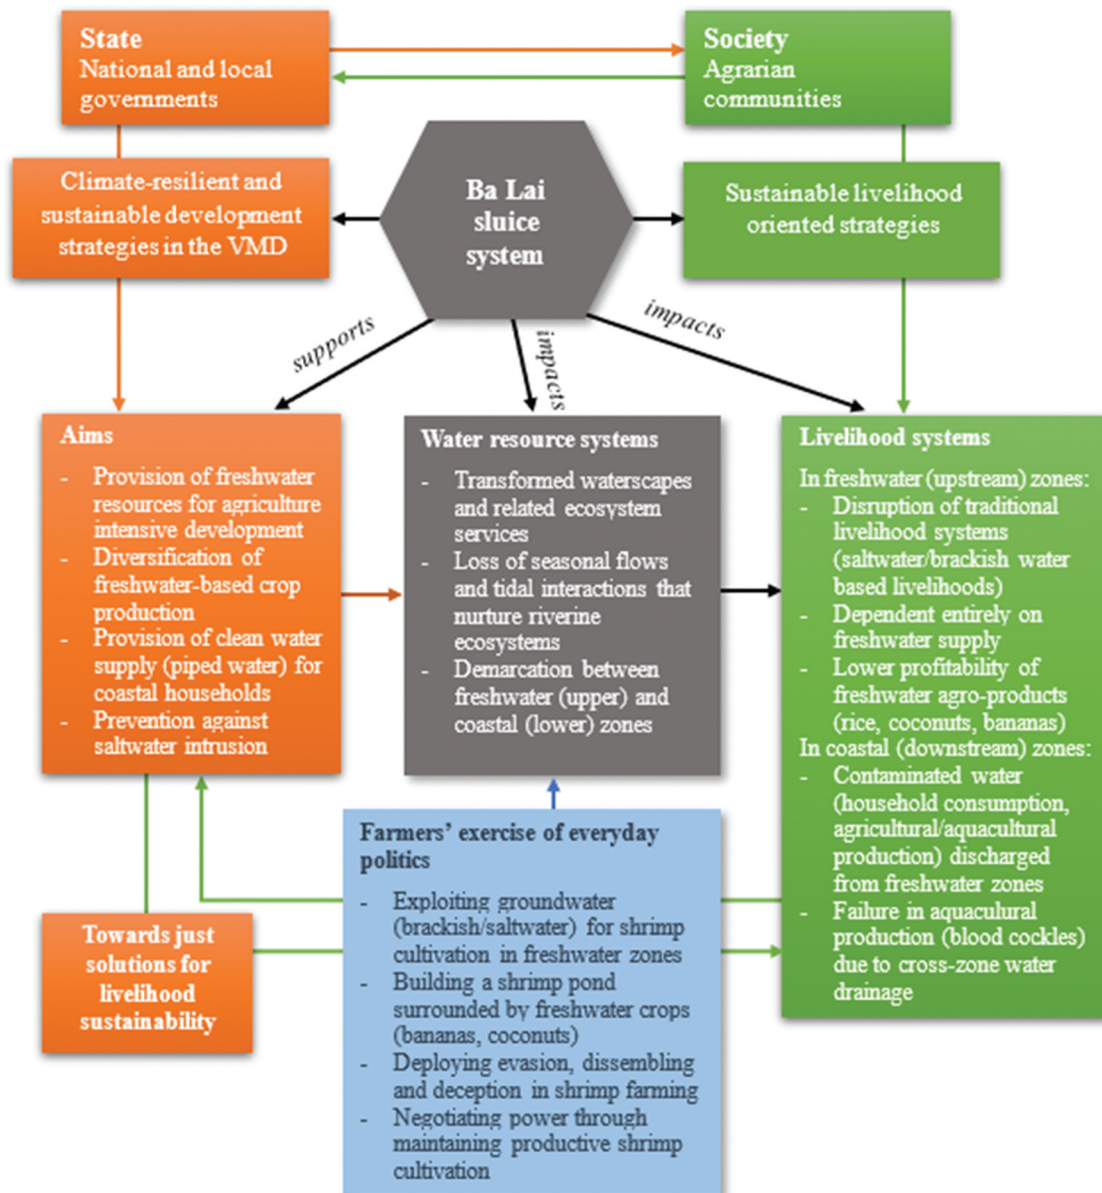 State
National and local
governments
Society
Agrarian
communities
Climate-resilient and
sustainable development
strategies in the VMD
Ba Lai
sluice
system
Sustainable livelihood
oriented strategies
supports
impacts
impacts
Aims
- Provision of freshwater
resources for agriculture
intensive development
- Diversification of
freshwater-based crop
production
- Provision of clean water
supply (piped water) for
coastal households
- Prevention against
saltwater intrusion
Water resource systems
- Transformed waterscapes
and related ecosystem
services
- Loss of seasonal flows
and tidal interactions that
nurture riverine
ecosystems
- Demarcation between
freshwater (upper) and
coastal (lower) zones
Livelihood systems
In freshwater (upstream) zones:
- Disruption of traditional
livelihood systems
(saltwater/brackish water
based livelihoods)
- Dependent entirely on
freshwater supply
- Lower profitability of
freshwater agro-products
(rice, coconuts, bananas)
In coastal (downstream) zones:
- Contaminated water
(household consumption,
agricultural/aquacultural
production) discharged
from freshwater zones
- Failure in aquaculural
production (blood cockles)
due to cross-zone water
drainage
Farmers' exercise of everyday
politics
- Exploiting groundwater
(brackish/saltwater) for shrimp
cultivation in freshwater zones
- Building a shrimp pond
surrounded by freshwater crops
(bananas, coconuts)
- Deploying evasion, dissembling
and deception in shrimp farming
- Negotiating power through
maintaining productive shrimp
cultivation
Towards just
solutions for
livelihood
sustainability